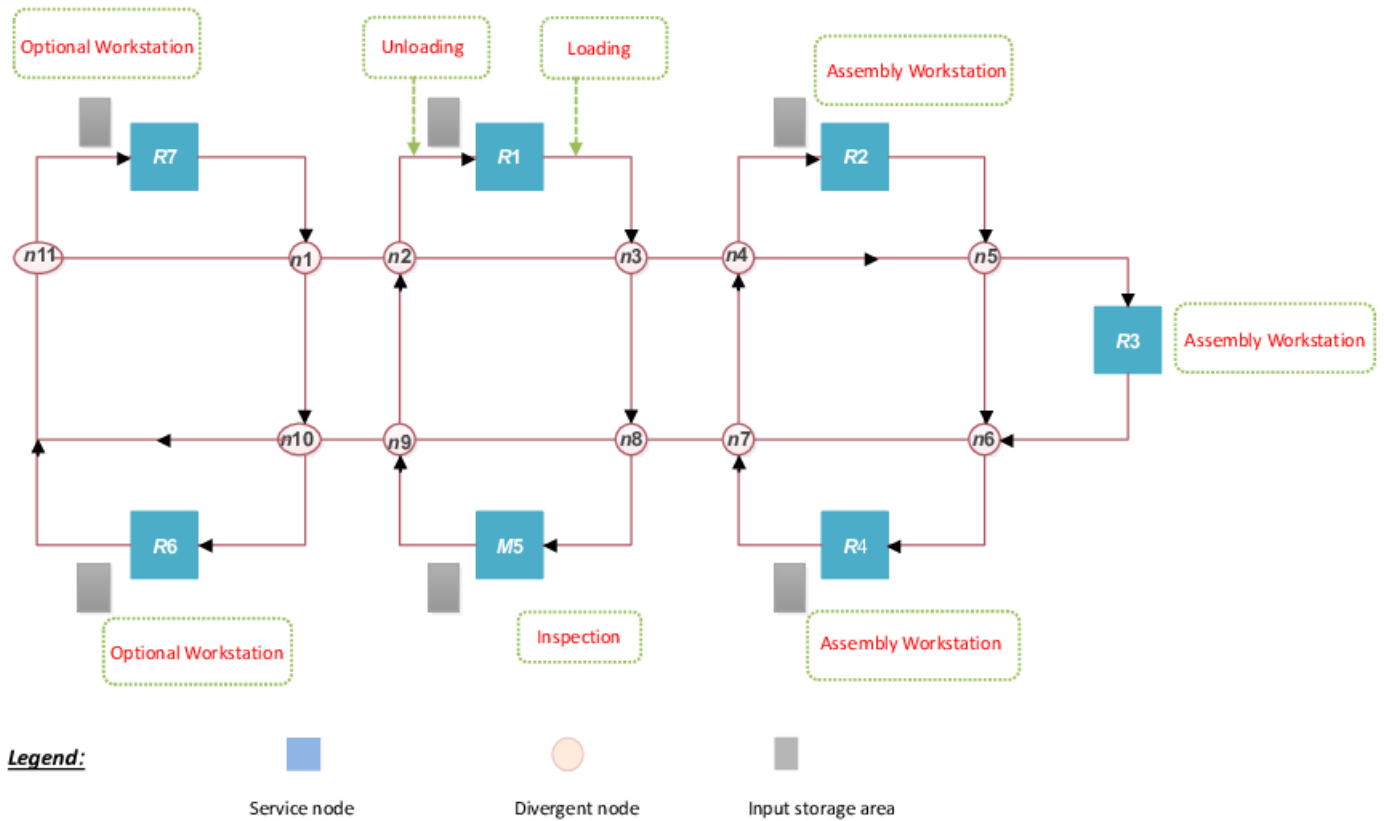 Optional Workstation
Unloading
Loading
Assembly Workstation
R7
R1
R2
n11
n1
n2
n3
n4
n5
R3
Assembly Workstation
n10
n9
n8
n7
n6
R6
M5
R4
Optional Workstation
Inspection
Assembly Workstation
Legend:
Service node
Divergent node
Input storage area